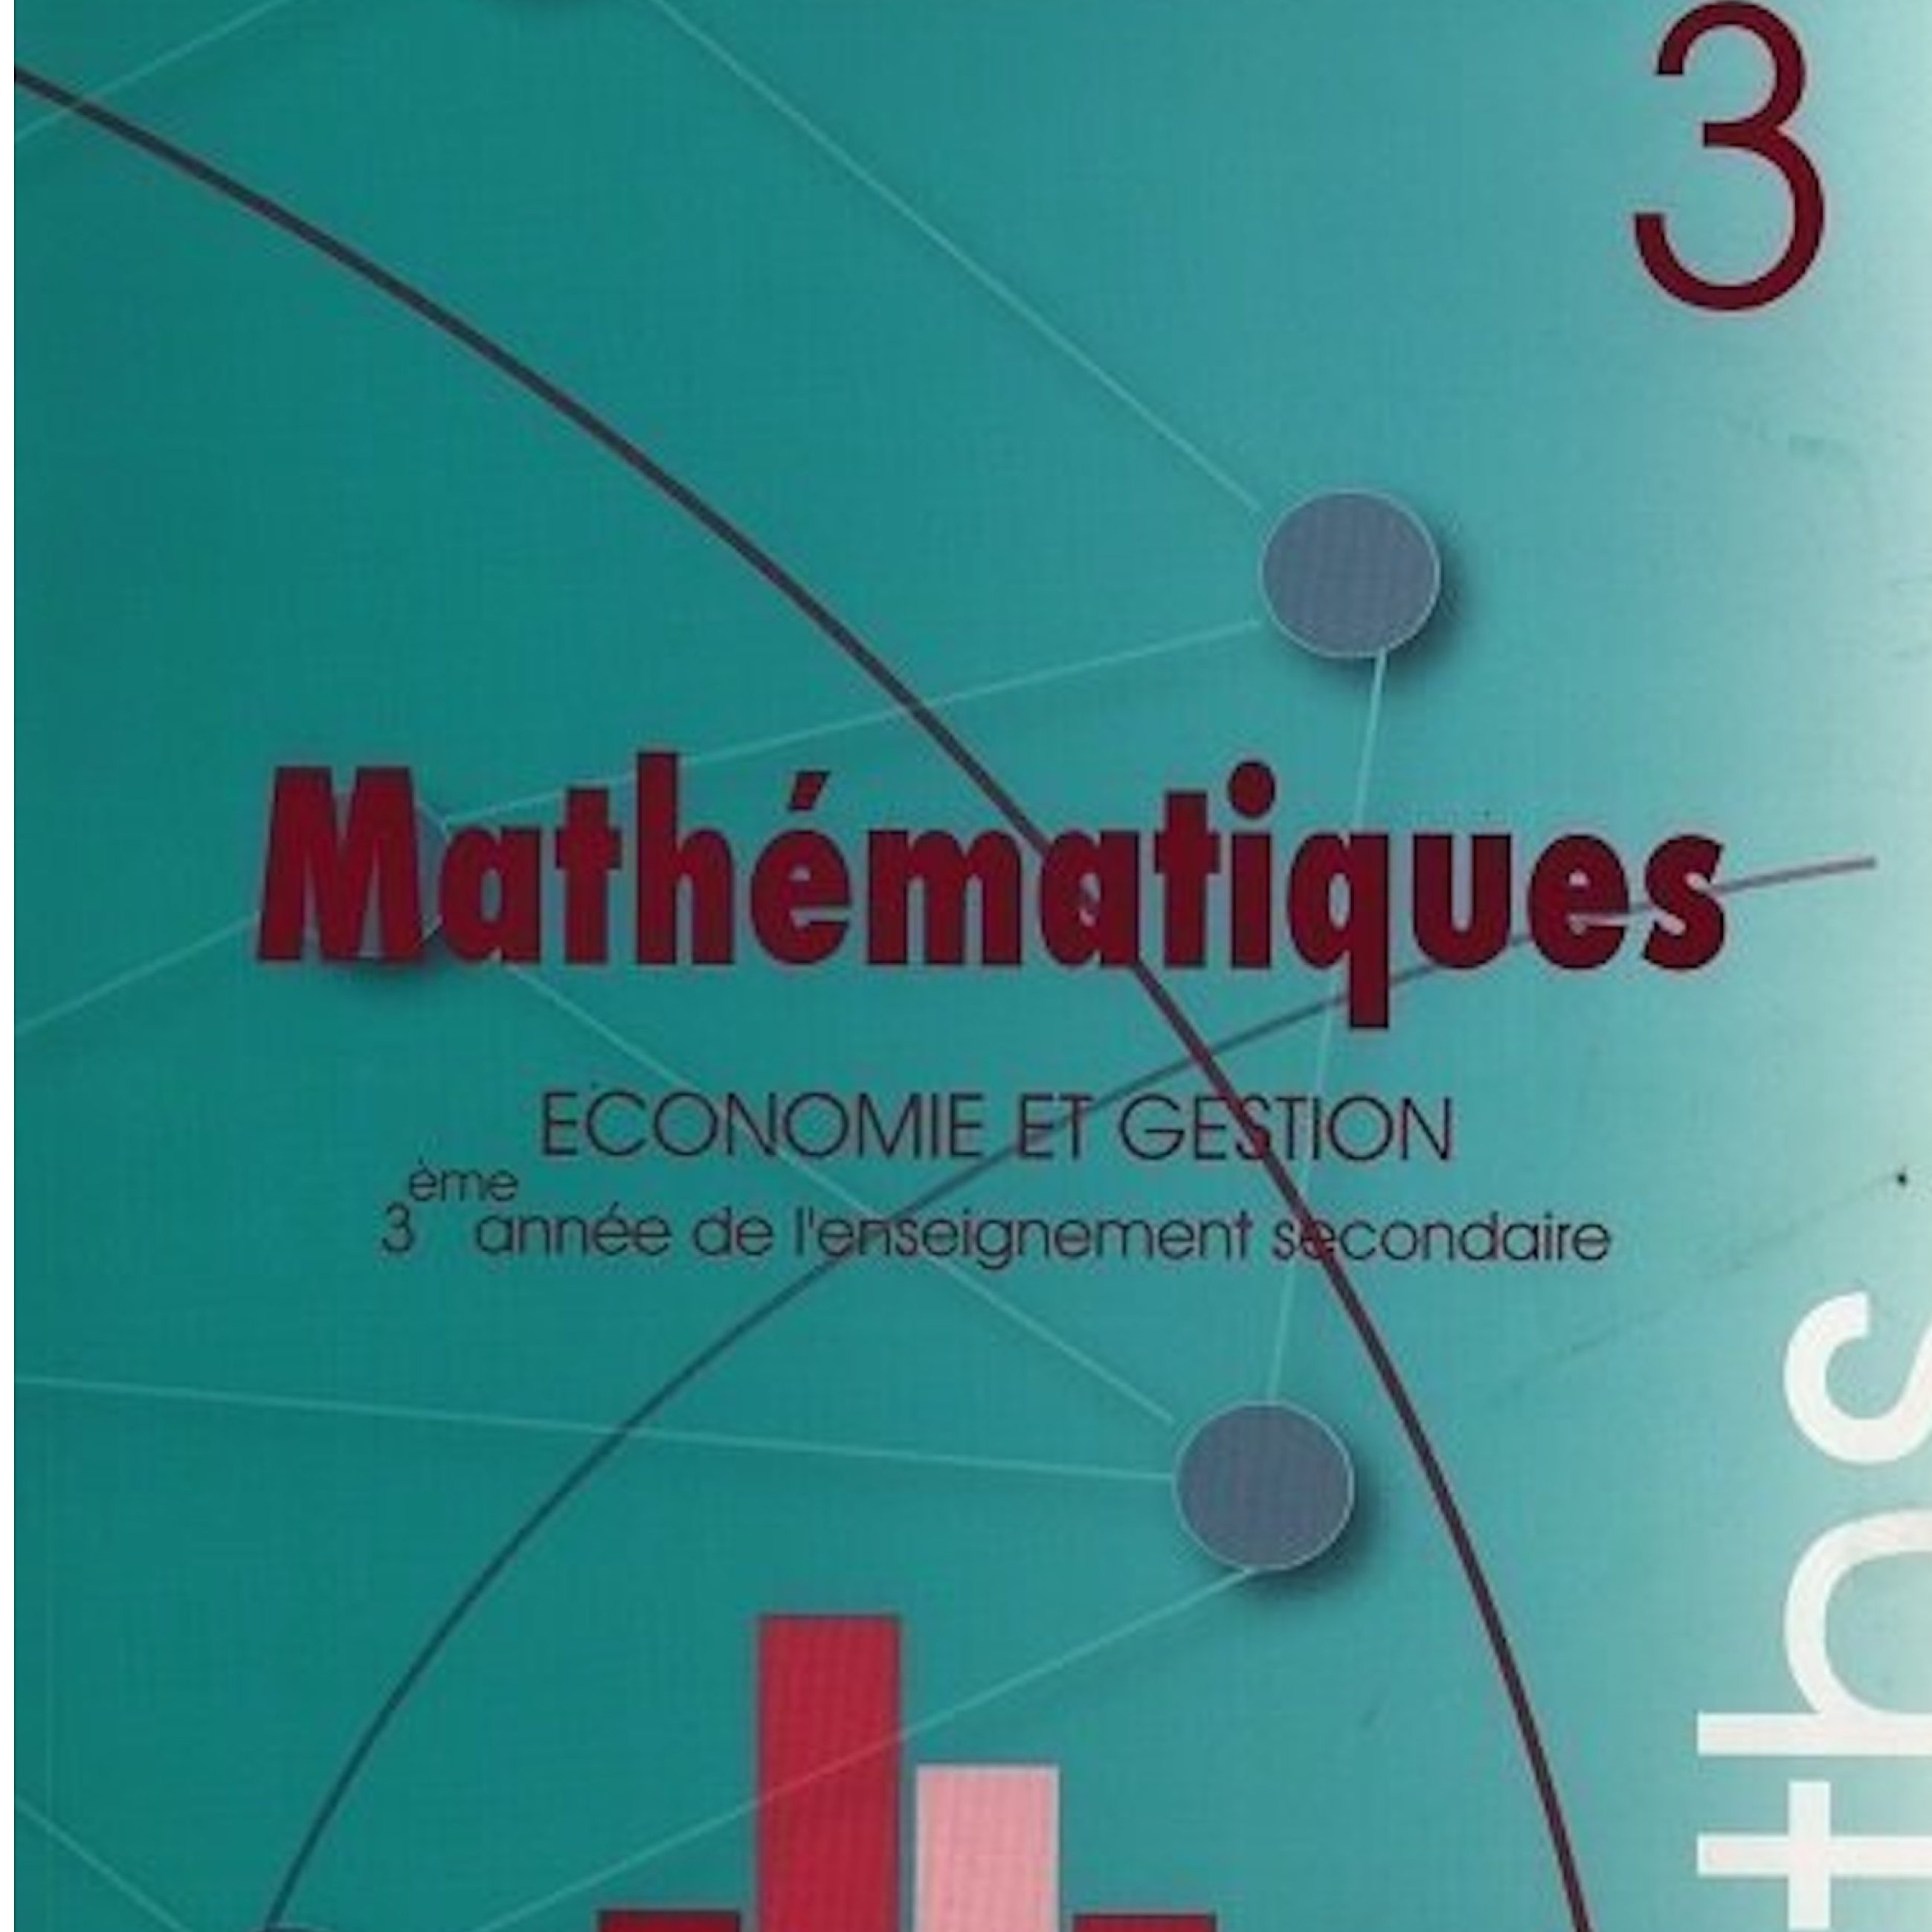 3
Mathématiques
ECONOMIE ET GESTION
3ème année de l'enseignement secondaire
ths